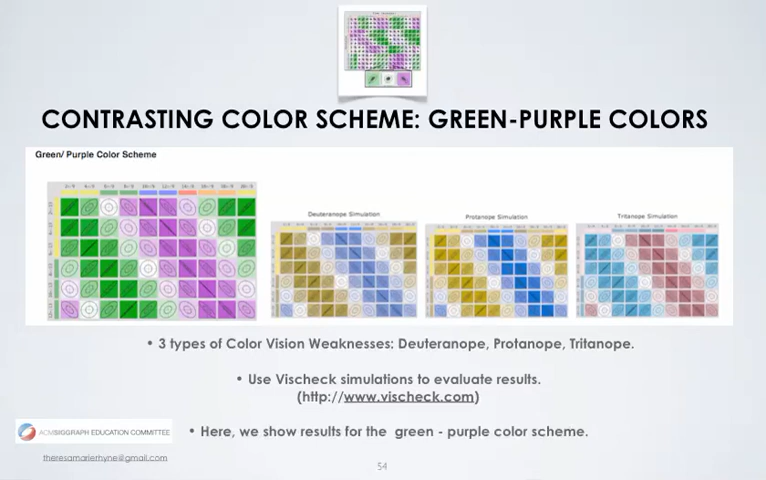 CONTRASTING COLOR SCHEME: GREEN-PURPLE COLORS
Green/ Purple Color Scheme
Deuteranope Simulation
Protanope Simulation
Tritanope Simulation
• 3 types of Color Vision Weaknesses: Deuteranope, Protanope, Tritanope.
• Use Vischeck simulations to evaluate results.
(http://www.vischeck.com)
• Here, we show results for the green - purple color scheme.
ACMSIGGRAPH EDUCATION COMMITTEE
theresamarierhyne@gmail.com
54